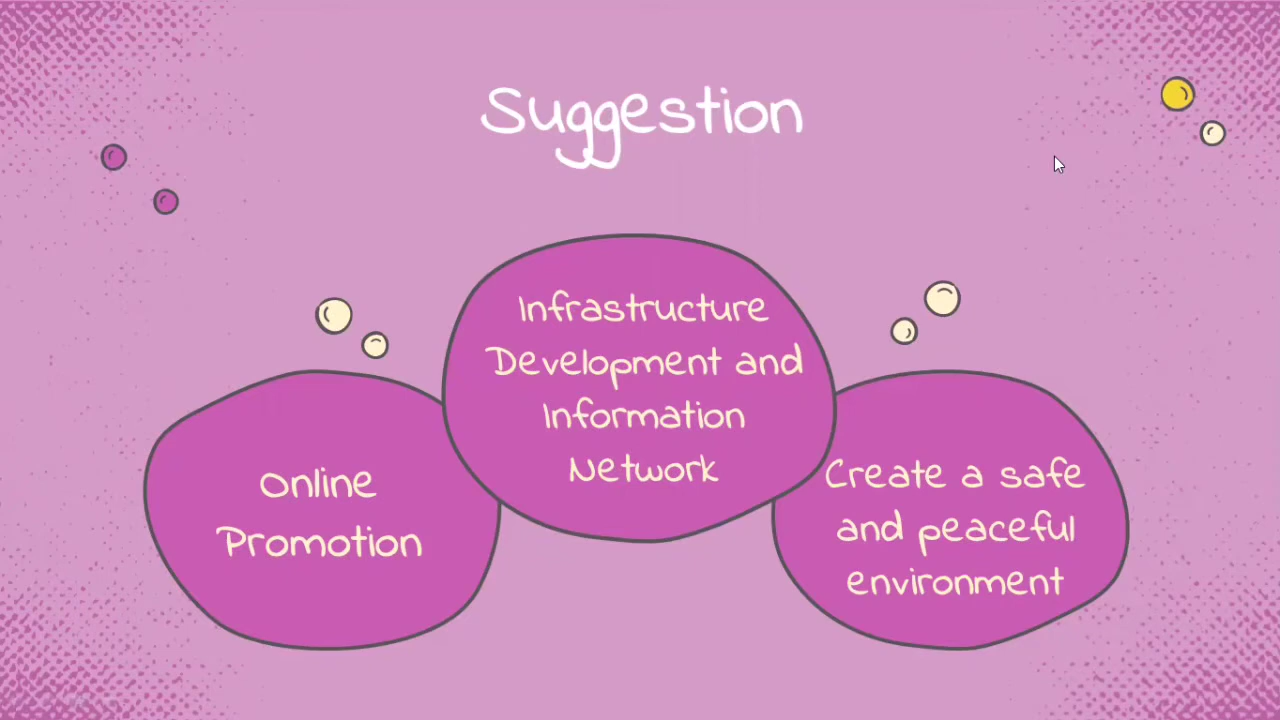 Suggestion
Online
Promotion
Infrastructure
Development and
Information
Network
Create a safe
and peaceful
environment